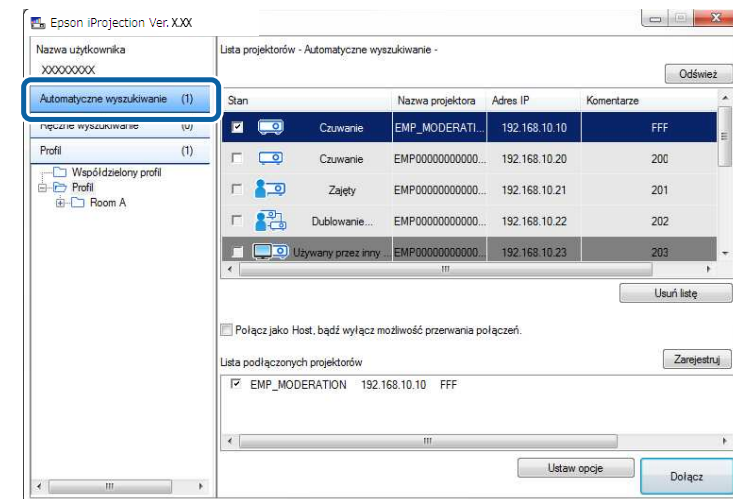 Epson iProjection Ver. X.XX
Nazwa użytkownika
XXXXXXXX
Automatyczne wyszukiwanie (1)
Ręczne wyszukiwanie (0)
Profil (1)
Współdzielony profil
Profil
Room A
Lista projektorów - Automatyczne wyszukiwanie -
Odśwież
Stan Nazwa projektora Adres IP Komentarze
Czuwanie EMP_MODERATI... 192.168.10.10 FFF
Czuwanie EMP00000000000... 192.168.10.20 200
Zajęty EMP00000000000... 192.168.10.21 201
Dublowanie... EMP00000000000... 192.168.10.22 202
Używany przez inny ... EMP00000000000... 192.168.10.23 203
Usuń listę
Połącz jako Host, bądź wyłącz możliwość przerwania połączeń.
Lista podłączonych projektorów
Zarejestruj
EMP_MODERATION 192.168.10.10 FFF
Ustaw opcje
Dołącz